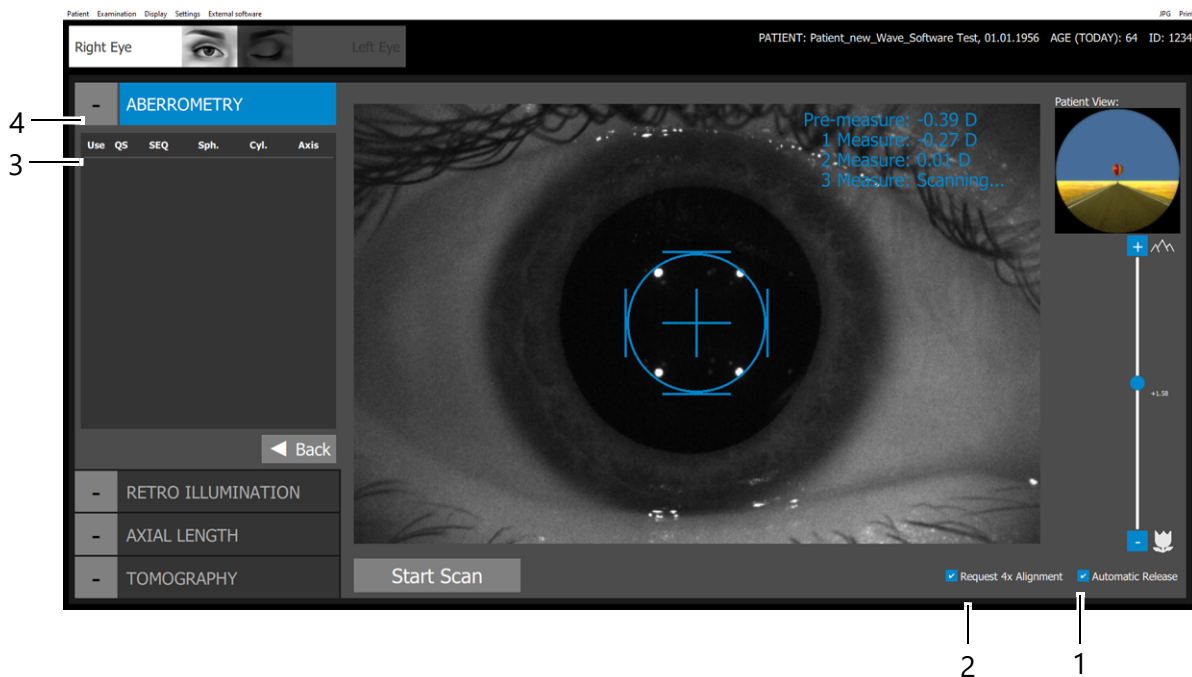 Patient Examination Display Settings External software JPG Prin
Right Eye Left Eye PATIENT: Patient_new_Wave_Software Test, 01.01.1956 AGE (TODAY): 64 ID: 1234
- ABERROMETRY
4
Use QS SEQ Sph. Cyl. Axis
3
Pre-measure: -0.39 D
1 Measure: -0.27 D
2 Measure: 0.01 D
3 Measure: Scanning...
Patient View:
+
+1.58
-
Back
- RETRO ILLUMINATION
- AXIAL LENGTH
- TOMOGRAPHY
Start Scan
Request 4x Alignment Automatic Release
2 1